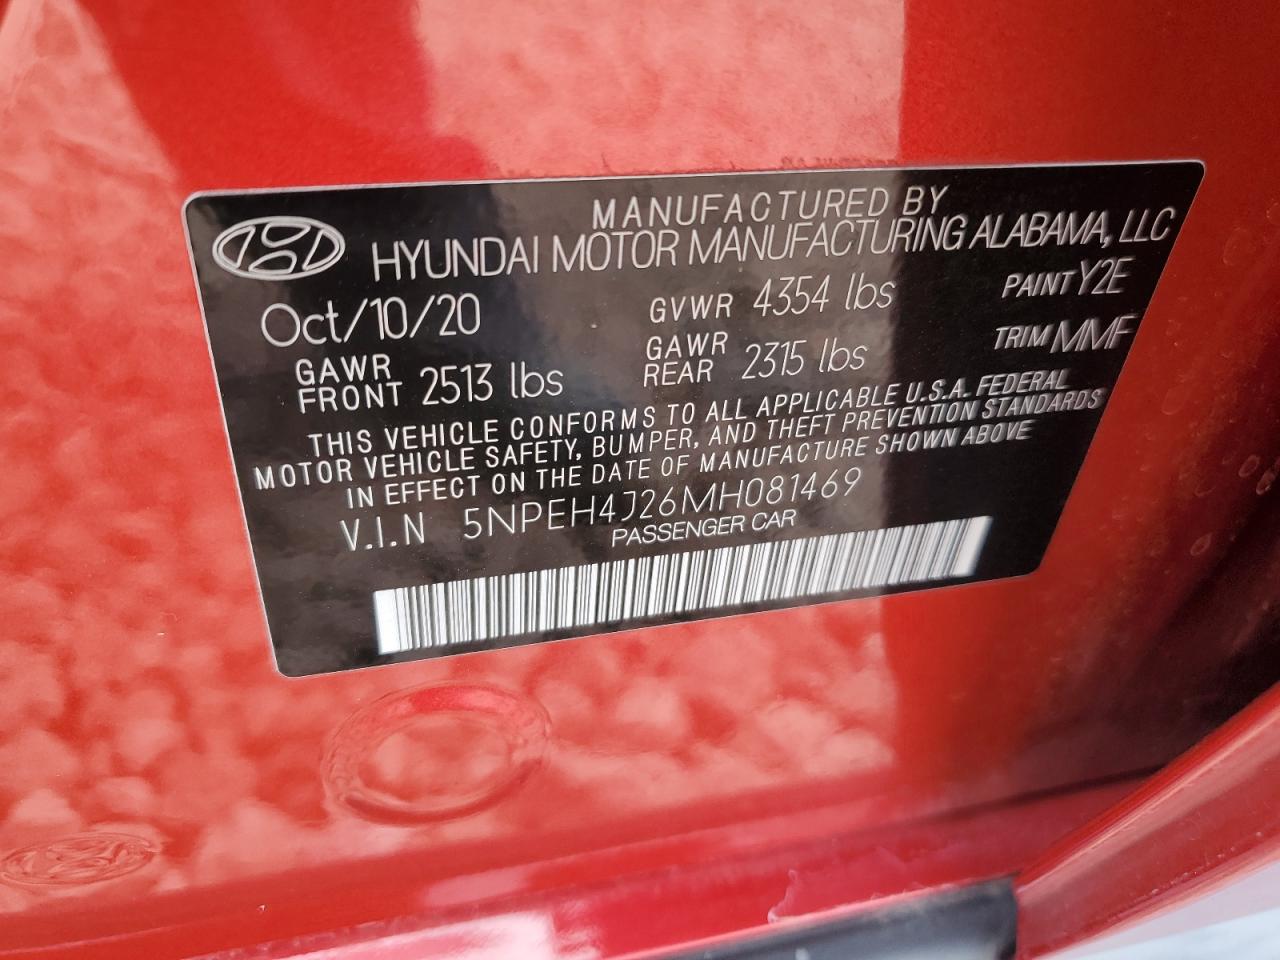 MANUFACTURED BY
HYUNDAI MOTOR MANUFACTURING ALABAMA, LLC
Oct/10/20 GVWR 4354 lbs PAINT Y2E
GAWR FRONT 2513 lbs GAWR REAR 2315 lbs TRIM MMF
THIS VEHICLE CONFORMS TO ALL APPLICABLE U.S.A. FEDERAL
MOTOR VEHICLE SAFETY, BUMPER, AND THEFT PREVENTION STANDARDS
IN EFFECT ON THE DATE OF MANUFACTURE SHOWN ABOVE
V.I.N 5NPEH4J26MH081469
PASSENGER CAR